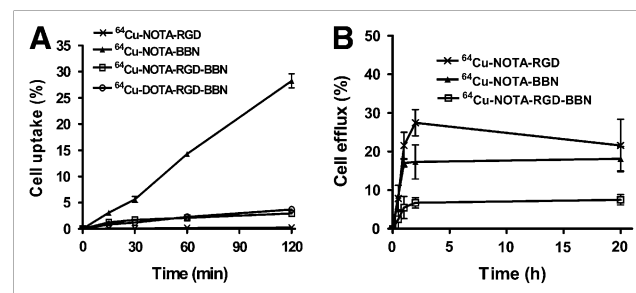 A
⁶⁴Cu-NOTA-RGD
⁶⁴Cu-NOTA-BBN
⁶⁴Cu-NOTA-RGD-BBN
⁶⁴Cu-DOTA-RGD-BBN
Cell uptake (%)
35
30
25
20
15
10
5
0
0 30 60 90 120
Time (min)
B
⁶⁴Cu-NOTA-RGD
⁶⁴Cu-NOTA-BBN
⁶⁴Cu-NOTA-RGD-BBN
Cell efflux (%)
50
40
30
20
10
0
0 5 10 15 20
Time (h)